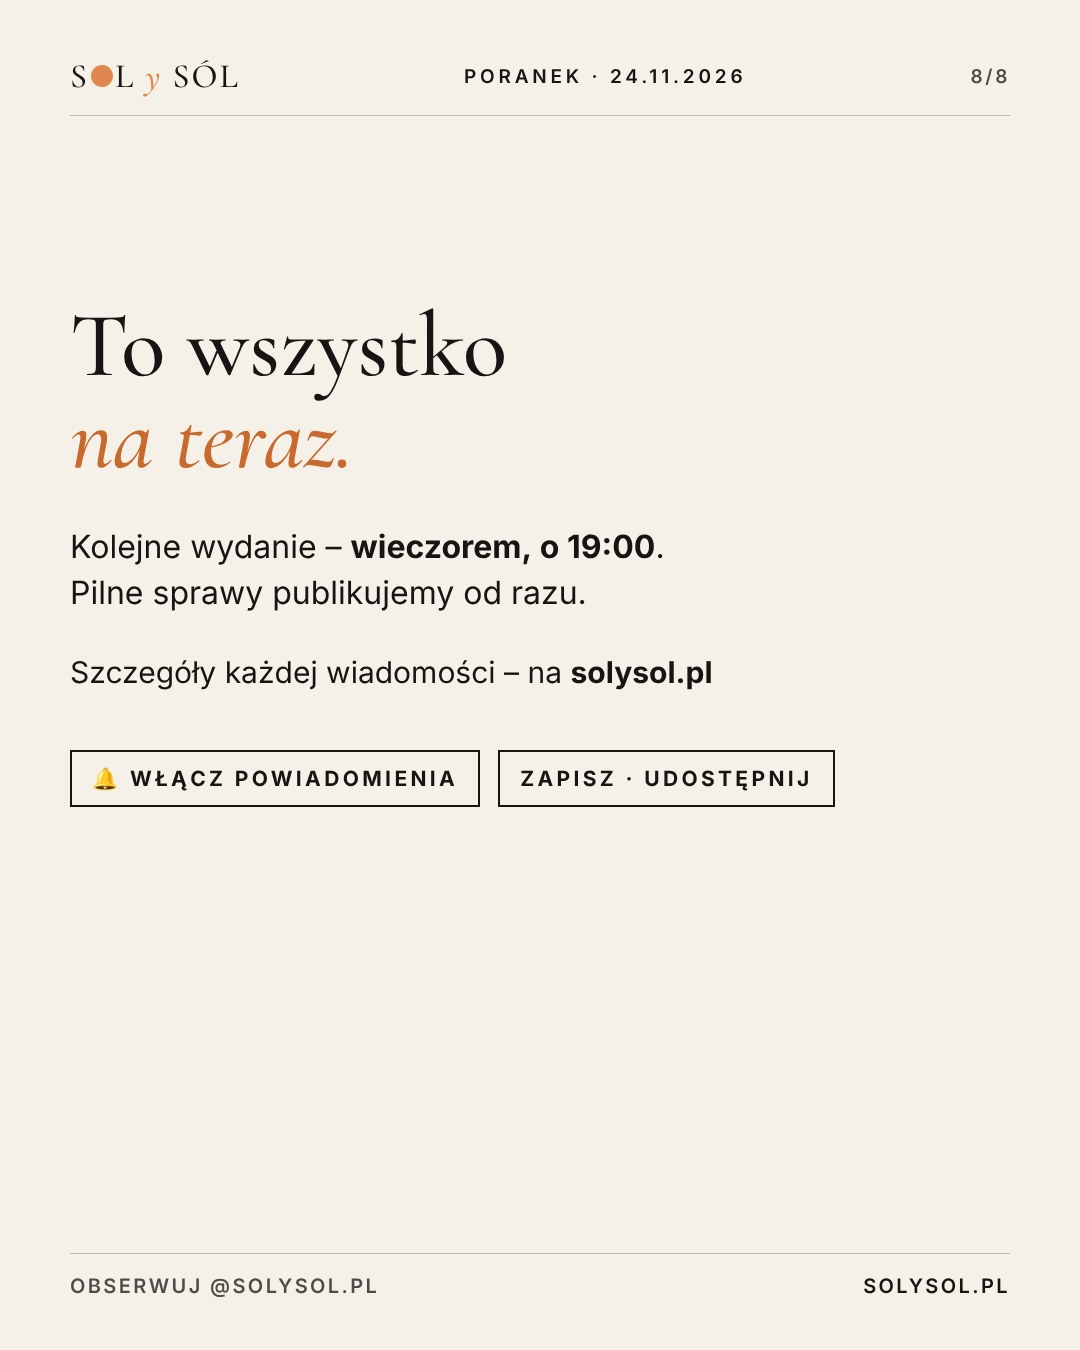 SOL y SÓL
PORANEK · 24.11.2026
8/8
To wszystko
na teraz.
Kolejne wydanie – wieczorem, o 19:00.
Pilne sprawy publikujemy od razu.
Szczegóły każdej wiadomości – na solysol.pl
🔔 WŁĄCZ POWIADOMIENIA
ZAPISZ · UDOSTĘPNIJ
OBSERWUJ @SOLYSOL.PL
SOLYSOL.PL